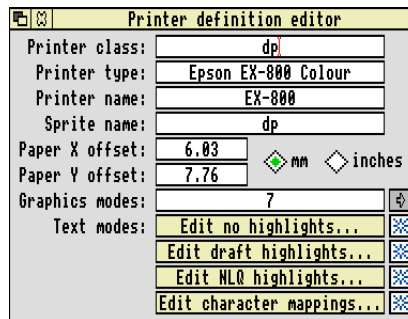 Printer definition editor
Printer class: dp
Printer type: Epson EX-800 Colour
Printer name: EX-800
Sprite name: dp
Paper X offset: 6.03
mm inches
Paper Y offset: 7.76
Graphics modes: 7
Text modes: Edit no highlights...
Edit draft highlights...
Edit NLQ highlights...
Edit character mappings...